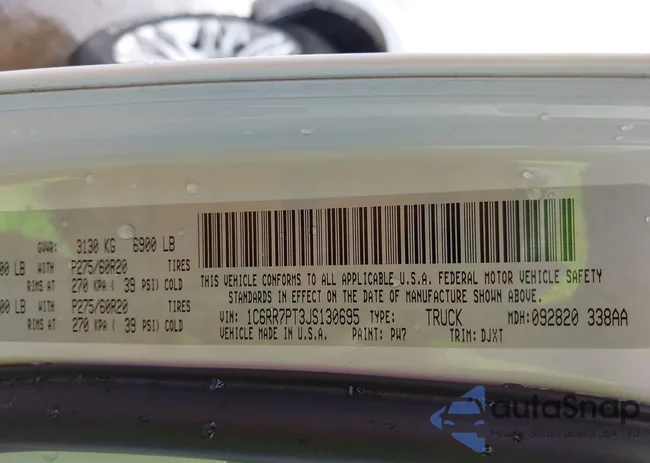 GVWR: 3130 KG 6900 LB
00 LB WITH P275/60R20 TIRES
RIMS AT 270 KPA ( 39 PSI) COLD
00 LB WITH P275/60R20 TIRES
RIMS AT 270 KPA ( 39 PSI) COLD
THIS VEHICLE CONFORMS TO ALL APPLICABLE U.S.A. FEDERAL MOTOR VEHICLE SAFETY
STANDARDS IN EFFECT ON THE DATE OF MANUFACTURE SHOWN ABOVE.
VIN: 1C6RR7PT3JS130695 TYPE: TRUCK MDH: 092820 338AA
VEHICLE MADE IN U.S.A. PAINT: PW7 TRIM: DJXT
autoSnap